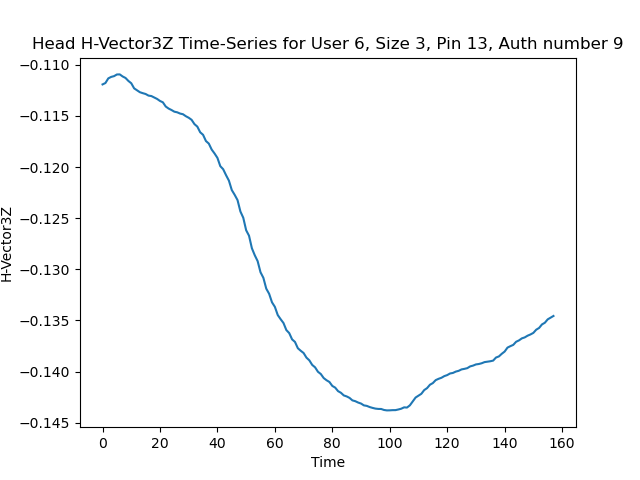 Head H-Vector3Z Time-Series for User 6, Size 3, Pin 13, Auth number 9
−0.110
−0.115
−0.120
−0.125
−0.130
−0.135
−0.140
−0.145
H-Vector3Z
0 20 40 60 80 100 120 140 160
Time